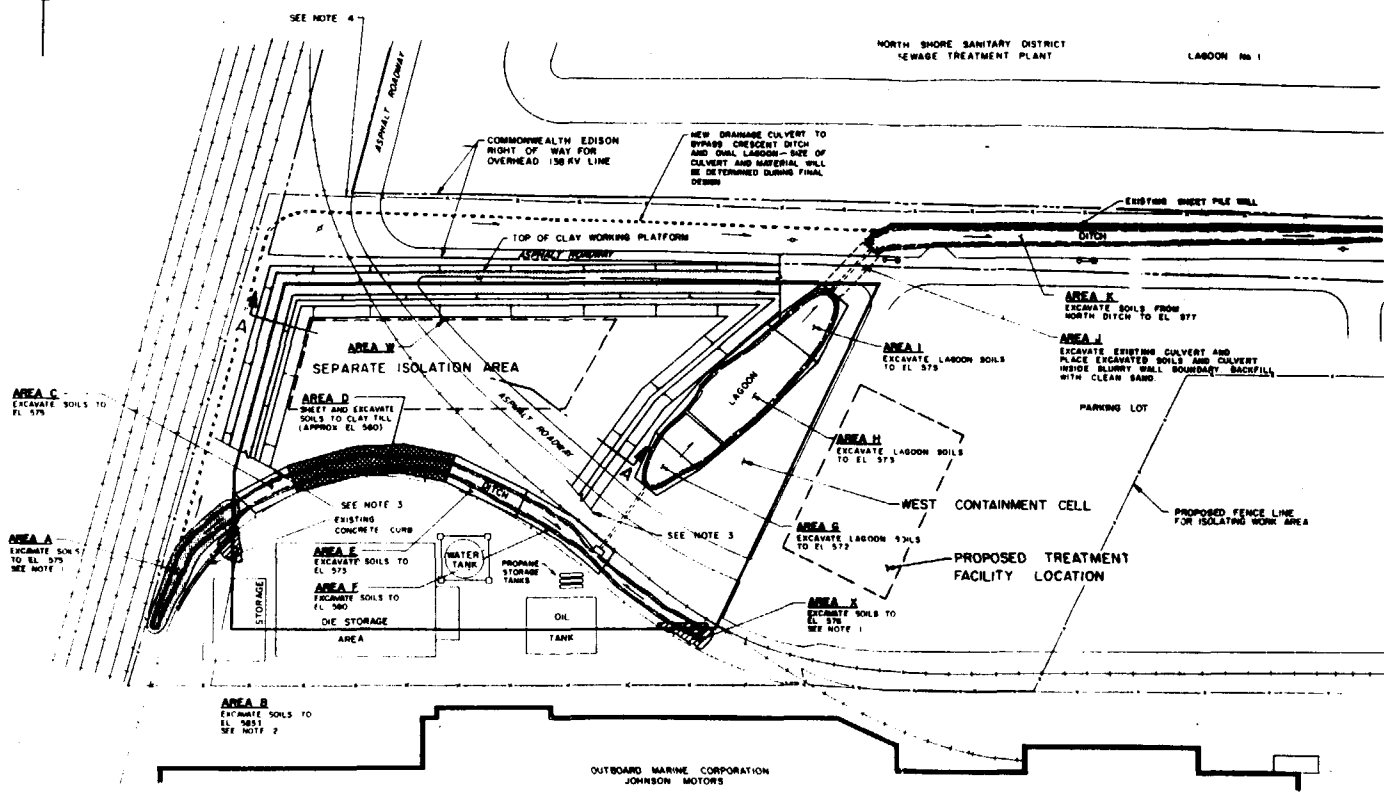 SEE NOTE 4
NORTH SHORE SANITARY DISTRICT
SEWAGE TREATMENT PLANT
LAGOON No 1
ASPHALT ROADWAY
COMMONWEALTH EDISON
RIGHT OF WAY FOR
OVERHEAD 138 KV LINE
NEW DRAINAGE CULVERT TO
BYPASS CRESCENT DITCH
AND OVAL LAGOON - SIZE OF
CULVERT AND MATERIAL WILL
BE DETERMINED DURING FINAL
DESIGN
EXISTING SHEET PILE WALL
DITCH
TOP OF CLAY WORKING PLATFORM
ASPHALT ROADWAY
AREA K
EXCAVATE SOILS FROM
NORTH DITCH TO EL 577
A
AREA W
SEPARATE ISOLATION AREA
AREA I
EXCAVATE LAGOON SOILS
TO EL 575
AREA J
EXCAVATE EXISTING CULVERT AND
PLACE EXCAVATED SOILS AND CULVERT
INSIDE SLURRY WALL BOUNDARY. BACKFILL
WITH CLEAN SAND.
PARKING LOT
AREA C
EXCAVATE SOILS TO
EL 575
AREA D
SHEET AND EXCAVATE
SOILS TO CLAY TILL
(APPROX EL 560)
LAGOON
ASPHALT ROADWAY
AREA H
EXCAVATE LAGOON SOILS
TO EL 573
A
DITCH
WEST CONTAINMENT CELL
SEE NOTE 3
EXISTING
CONCRETE CURB
SEE NOTE 3
AREA G
EXCAVATE LAGOON SOILS
TO EL 572
PROPOSED FENCE LINE
FOR ISOLATING WORK AREA
AREA A
EXCAVATE SOILS
TO EL 575
SEE NOTE 1
AREA E
EXCAVATE SOILS TO
EL 573
AREA F
EXCAVATE SOILS TO
EL 580
WATER
TANK
PROPANE
STORAGE
TANKS
PROPOSED TREATMENT
FACILITY LOCATION
STORAGE
DIE STORAGE
AREA
OIL
TANK
AREA X
EXCAVATE SOILS TO
EL 578
SEE NOTE 1
AREA B
EXCAVATE SOILS TO
SEE NOTE 2
OUTBOARD MARINE CORPORATION
JOHNSON MOTORS